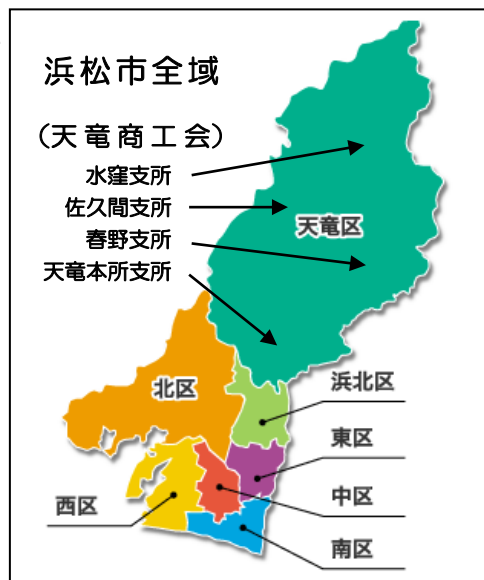 浜松市全域
(天竜商工会)
水窪支所
佐久間支所
春野支所
天竜本所支所
天竜区
北区
浜北区
東区
中区
西区
南区